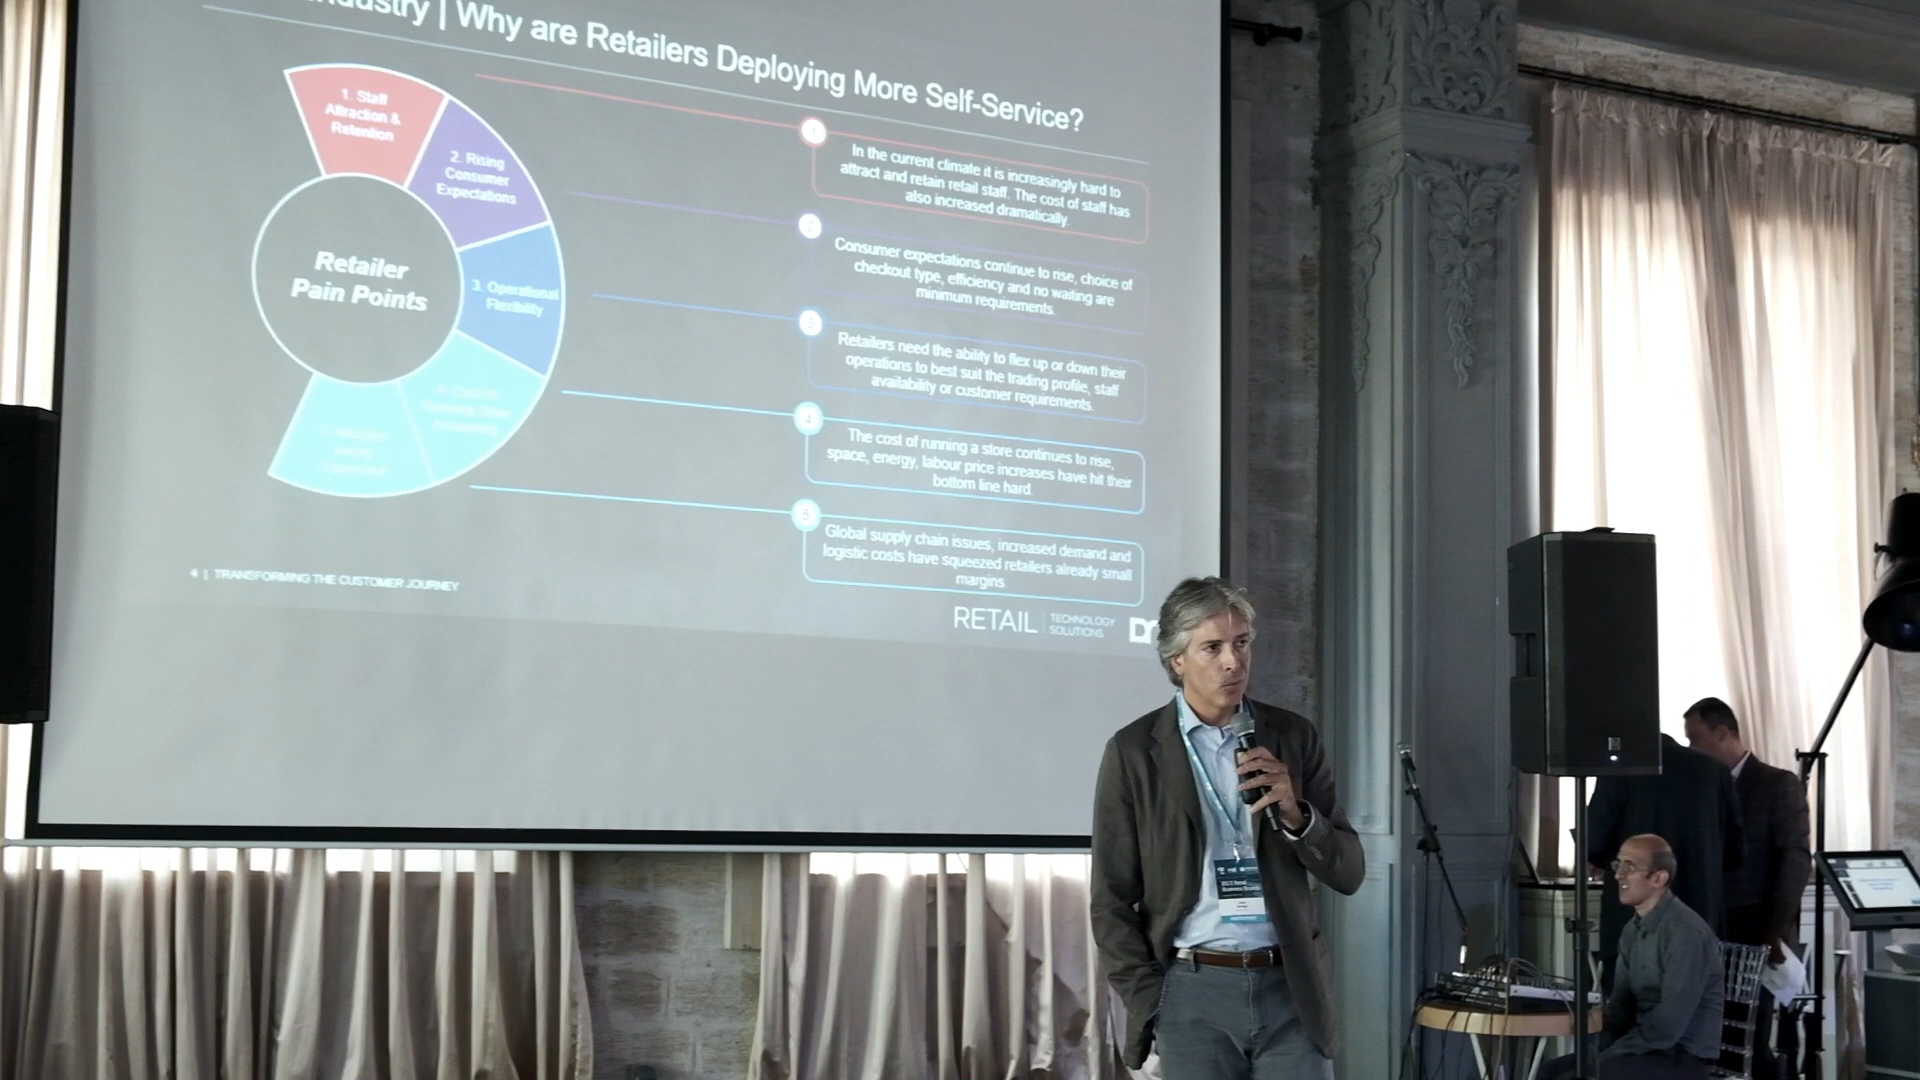 Industry | Why are Retailers Deploying More Self-Service?
1. Staff
Attraction &
Retention
2. Rising
Consumer
Expectations
3. Operational
Flexibility
Retailer
Pain Points
1
In the current climate it is increasingly hard to
attract and retain retail staff. The cost of staff has
also increased dramatically.
2
Consumer expectations continue to rise, choice of
checkout type, efficiency and no waiting are
minimum requirements.
3
Retailers need the ability to flex up or down their
operations to best suit the trading profile, staff
availability or customer requirements.
4
The cost of running a store continues to rise,
space, energy, labour price increases have hit their
bottom line hard.
5
Global supply chain issues, increased demand and
logistic costs have squeezed retailers already small
margins.
4 | TRANSFORMING THE CUSTOMER JOURNEY
RETAIL | TECHNOLOGY
SOLUTIONS